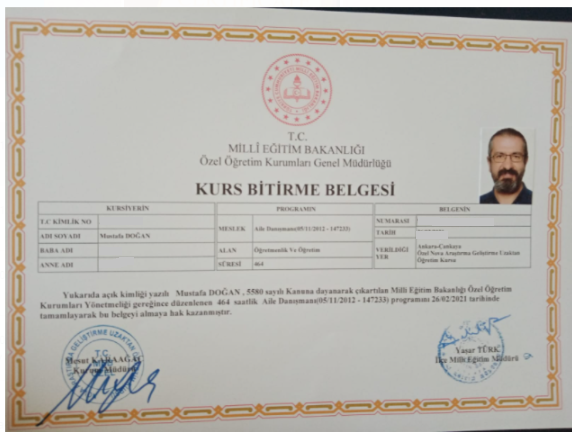 T.C.
MİLLÎ EĞİTİM BAKANLIĞI
Özel Öğretim Kurumları Genel Müdürlüğü
KURS BİTİRME BELGESİ
KURSİYERİN
T.C KİMLİK NO
ADI SOYADI Mustafa DOĞAN
BABA ADI
ANNE ADI
PROGRAMIN
MESLEK Aile Danışmanı(05/11/2012 - 147233)
ALAN Öğretmenlik Ve Öğretim
SÜRESİ 464
BELGENİN
NUMARASI
TARİH
VERİLDİĞİ YER Ankara-Çankaya
Özel Nova Araştırma Geliştirme Uzaktan
Öğretim Kursu
Yukarıda açık kimliği yazılı Mustafa DOĞAN , 5580 sayılı Kanuna dayanarak çıkartılan Milli Eğitim Bakanlığı Özel Öğretim
Kurumları Yönetmeliği gereğince düzenlenen 464 saatlik Aile Danışmanı(05/11/2012 - 147233) programını 26/02/2021 tarihinde
tamamlayarak bu belgeyi almaya hak kazanmıştır.
Mesut KARAAĞAÇ
Kurum Müdürü
Yaşar TÜRK
İlçe Milli Eğitim Müdürü